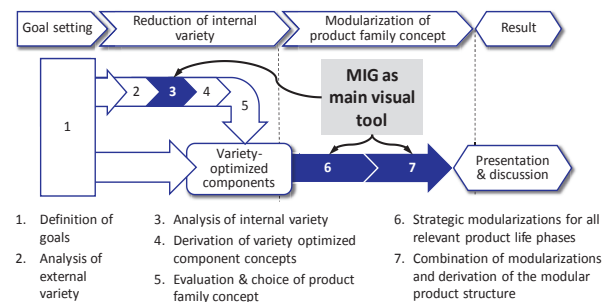 Goal setting
Reduction of internal
variety
Modularization of
product family concept
Result
MIG as
main visual
tool
1
2
3
4
5
Variety-
optimized
components
6
7
Presentation
& discussion
1. Definition of
goals
2. Analysis of
external
variety
3. Analysis of internal variety
4. Derivation of variety optimized
component concepts
5. Evaluation & choice of product
family concept
6. Strategic modularizations for all
relevant product life phases
7. Combination of modularizations
and derivation of the modular
product structure